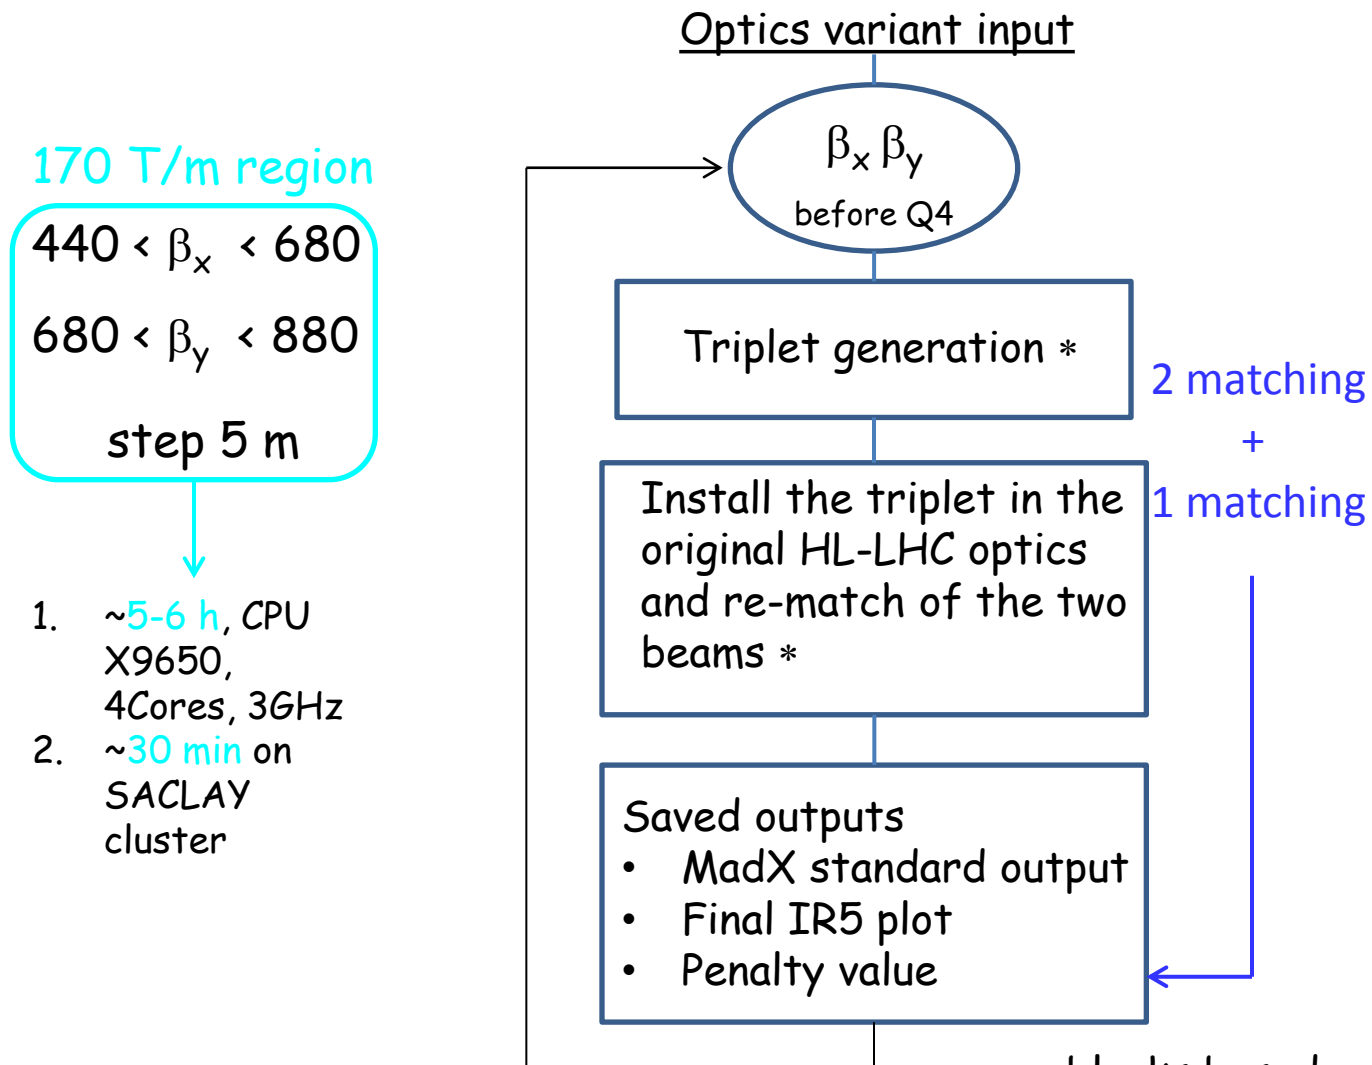 Optics variant input
βx βy
before Q4
170 T/m region
440 < βx < 680
680 < βy < 880
step 5 m
1. ~5-6 h, CPU
X9650,
4Cores, 3GHz
2. ~30 min on
SACLAY
cluster
Triplet generation *
Install the triplet in the
original HL-LHC optics
and re-match of the two
beams *
2 matching
+
1 matching
Saved outputs
• MadX standard output
• Final IR5 plot
• Penalty value